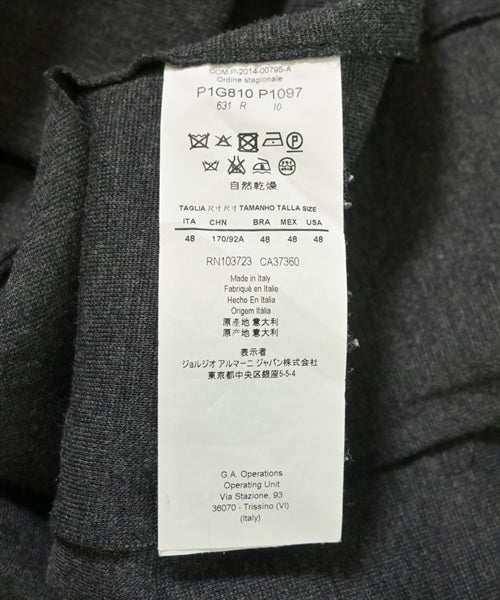 COM.P-2014-00795-A
Ordine stagionale
P1G810 P1097
631 R 10
P
自然乾燥
TAGLIA 尺寸 尺寸 TAMANHO TALLA SIZE
ITA CHN BRA MEX USA
48 170/92A 48 48 48
RN103723 CA37360
Made in Italy
Fabriqué en Italie
Hecho En Italia
Origem Itália
原產地 意大利
原产地 意大利
表示者
ジョルジオ アルマーニ ジャパン株式会社
東京都中央区銀座5-5-4
G.A. Operations
Operating Unit
Via Stazione, 93
36070 - Trissino (VI)
(Italy)